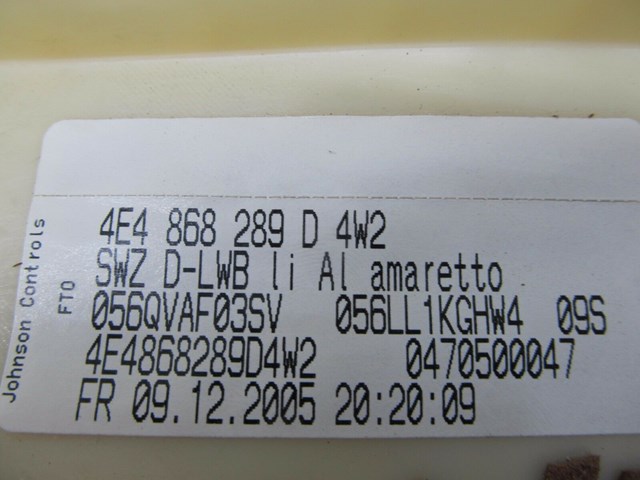 Johnson Controls
FTO
4E4 868 289 D 4W2
SWZ D-LWB li Al amaretto
056QVAF03SV 056LL1KGHW4 09S
4E4868289D4W2 0470500047
FR 09.12.2005 20:20:09